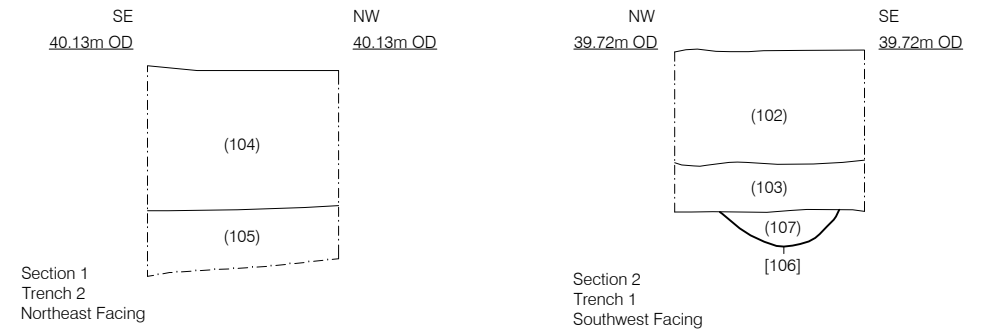 SE
NW
40.13m OD
40.13m OD
(104)
(105)
Section 1
Trench 2
Northeast Facing
NW
SE
39.72m OD
39.72m OD
(102)
(103)
(107)
[106]
Section 2
Trench 1
Southwest Facing